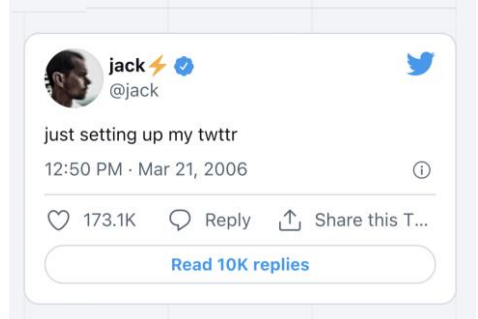 jack⚡
@jack
just setting up my twttr
12:50 PM · Mar 21, 2006
173.1K Reply Share this T...
Read 10K replies